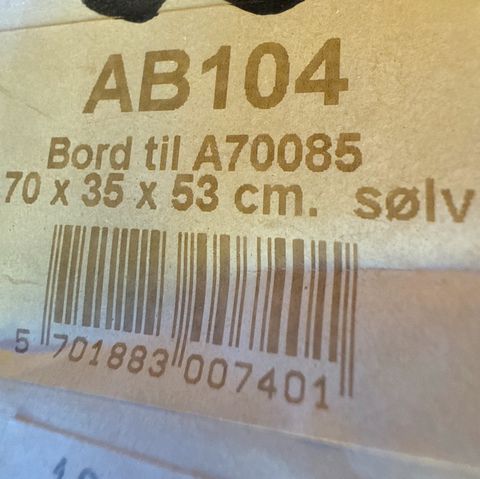 AB104
Bord til A70085
70 x 35 x 53 cm. sølv
5 701883 007401